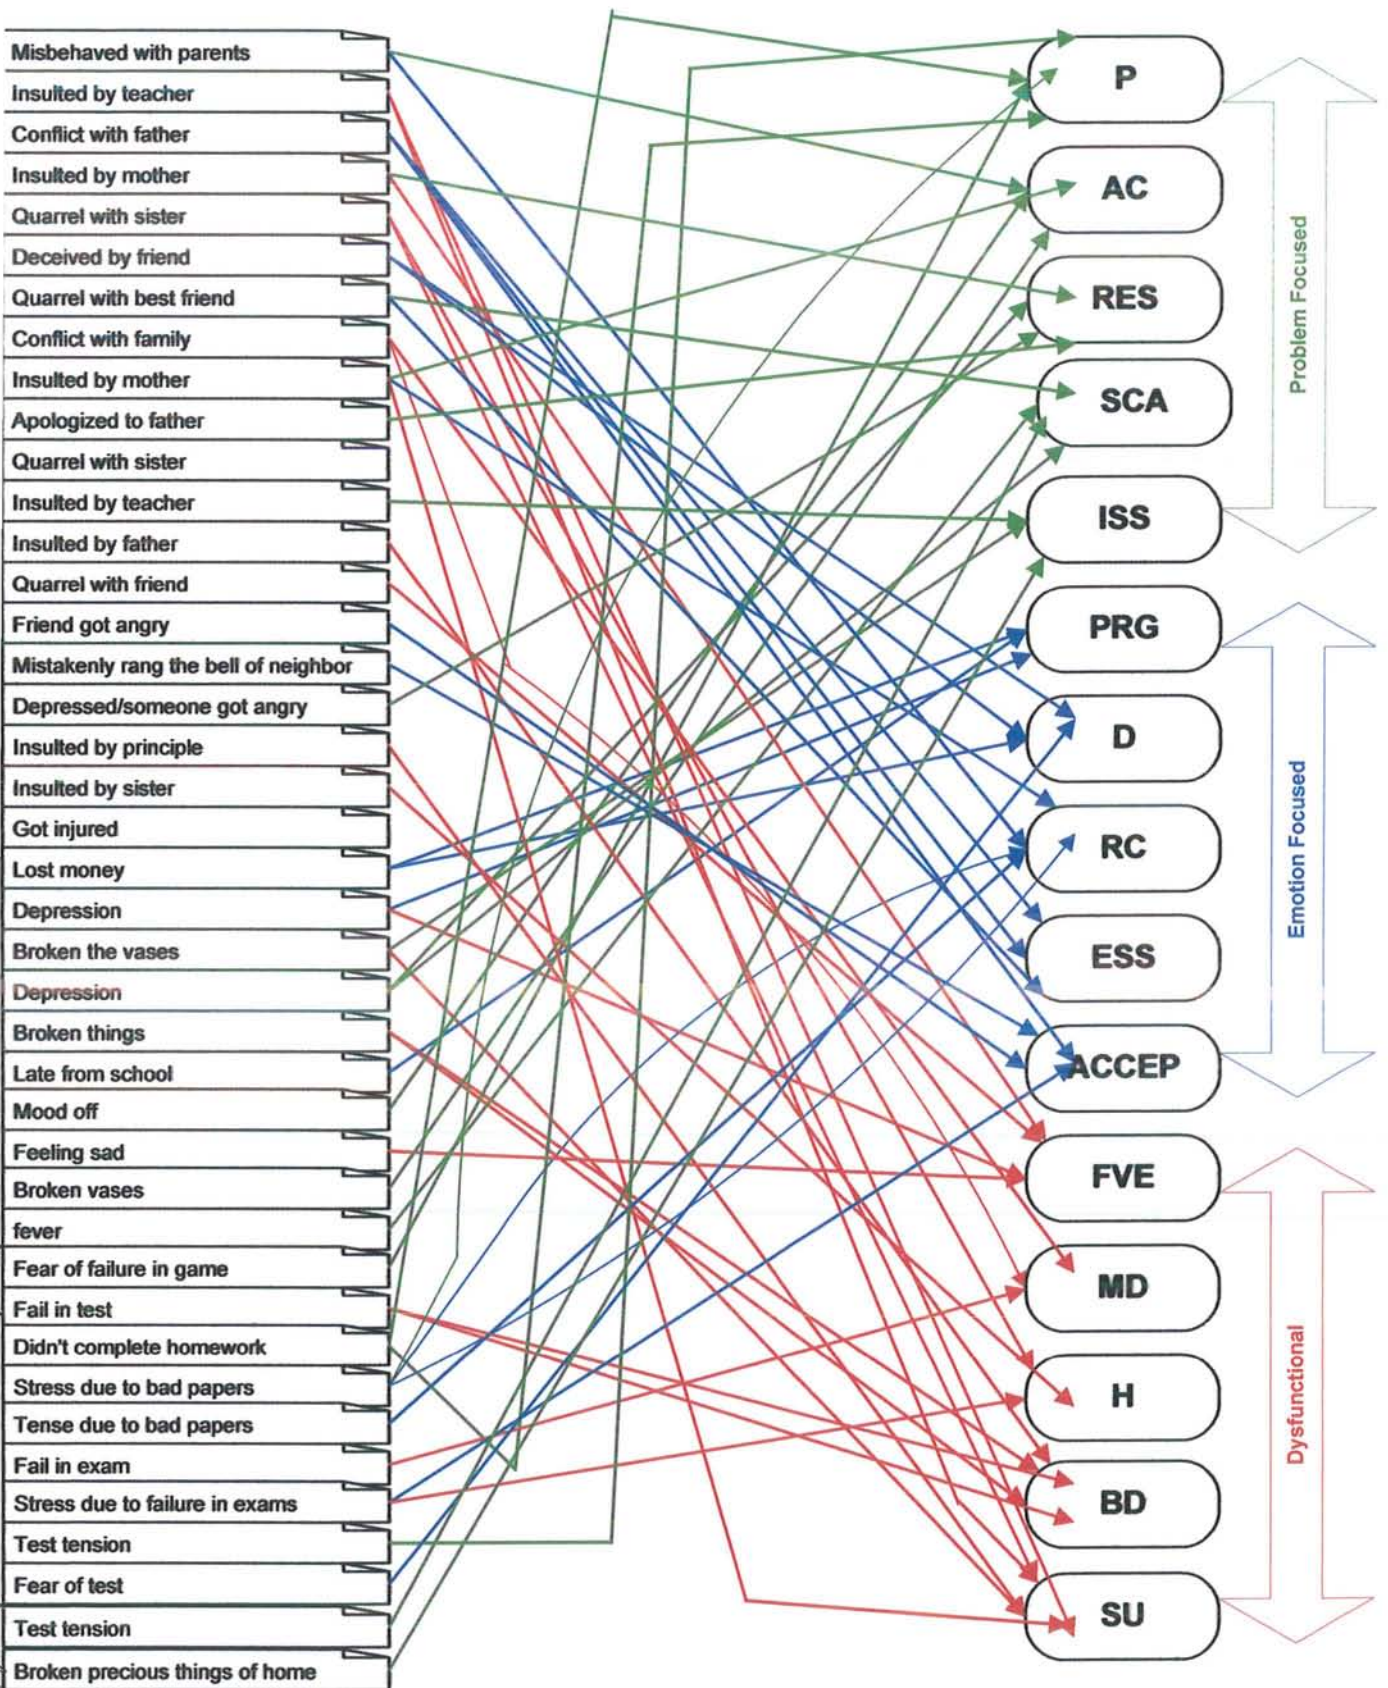 Misbehaved with parents
Insulted by teacher
Conflict with father
Insulted by mother
Quarrel with sister
Deceived by friend
Quarrel with best friend
Conflict with family
Insulted by mother
Apologized to father
Quarrel with sister
Insulted by teacher
Insulted by father
Quarrel with friend
Friend got angry
Mistakenly rang the bell of neighbor
Depressed/someone got angry
Insulted by principle
Insulted by sister
Got injured
Lost money
Depression
Broken the vases
Depression
Broken things
Late from school
Mood off
Feeling sad
Broken vases
fever
Fear of failure in game
Fail in test
Didn't complete homework
Stress due to bad papers
Tense due to bad papers
Fail in exam
Stress due to failure in exams
Test tension
Fear of test
Test tension
Broken precious things of home
P
AC
RES
SCA
ISS
PRG
D
RC
ESS
ACCEP
FVE
MD
H
BD
SU
Problem Focused
Emotion Focused
Dysfunctional